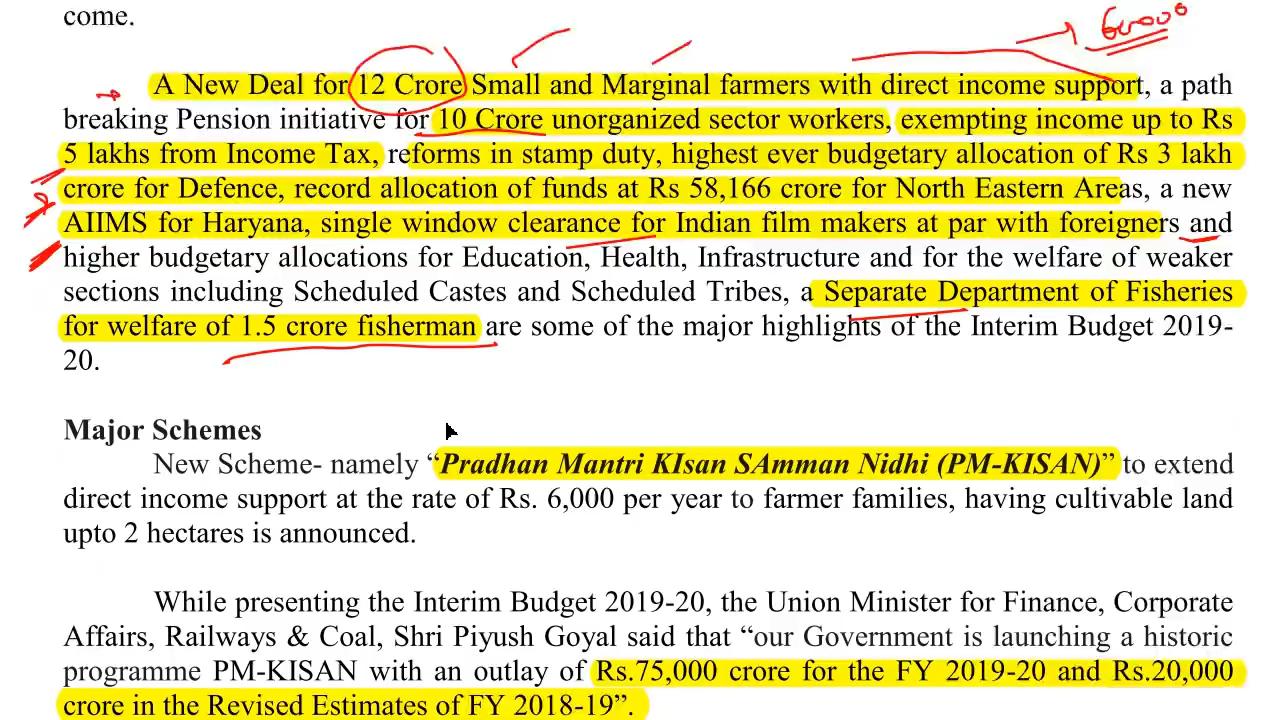 come.
6000
A New Deal for 12 Crore Small and Marginal farmers with direct income support, a path
breaking Pension initiative for 10 Crore unorganized sector workers, exempting income up to Rs
5 lakhs from Income Tax, reforms in stamp duty, highest ever budgetary allocation of Rs 3 lakh
crore for Defence, record allocation of funds at Rs 58,166 crore for North Eastern Areas, a new
AIIMS for Haryana, single window clearance for Indian film makers at par with foreigners and
higher budgetary allocations for Education, Health, Infrastructure and for the welfare of weaker
sections including Scheduled Castes and Scheduled Tribes, a Separate Department of Fisheries
for welfare of 1.5 crore fisherman are some of the major highlights of the Interim Budget 2019-
20.
Major Schemes
New Scheme- namely “Pradhan Mantri KIsan SAmman Nidhi (PM-KISAN)” to extend
direct income support at the rate of Rs. 6,000 per year to farmer families, having cultivable land
upto 2 hectares is announced.
While presenting the Interim Budget 2019-20, the Union Minister for Finance, Corporate
Affairs, Railways & Coal, Shri Piyush Goyal said that “our Government is launching a historic
programme PM-KISAN with an outlay of Rs.75,000 crore for the FY 2019-20 and Rs.20,000
crore in the Revised Estimates of FY 2018-19”.